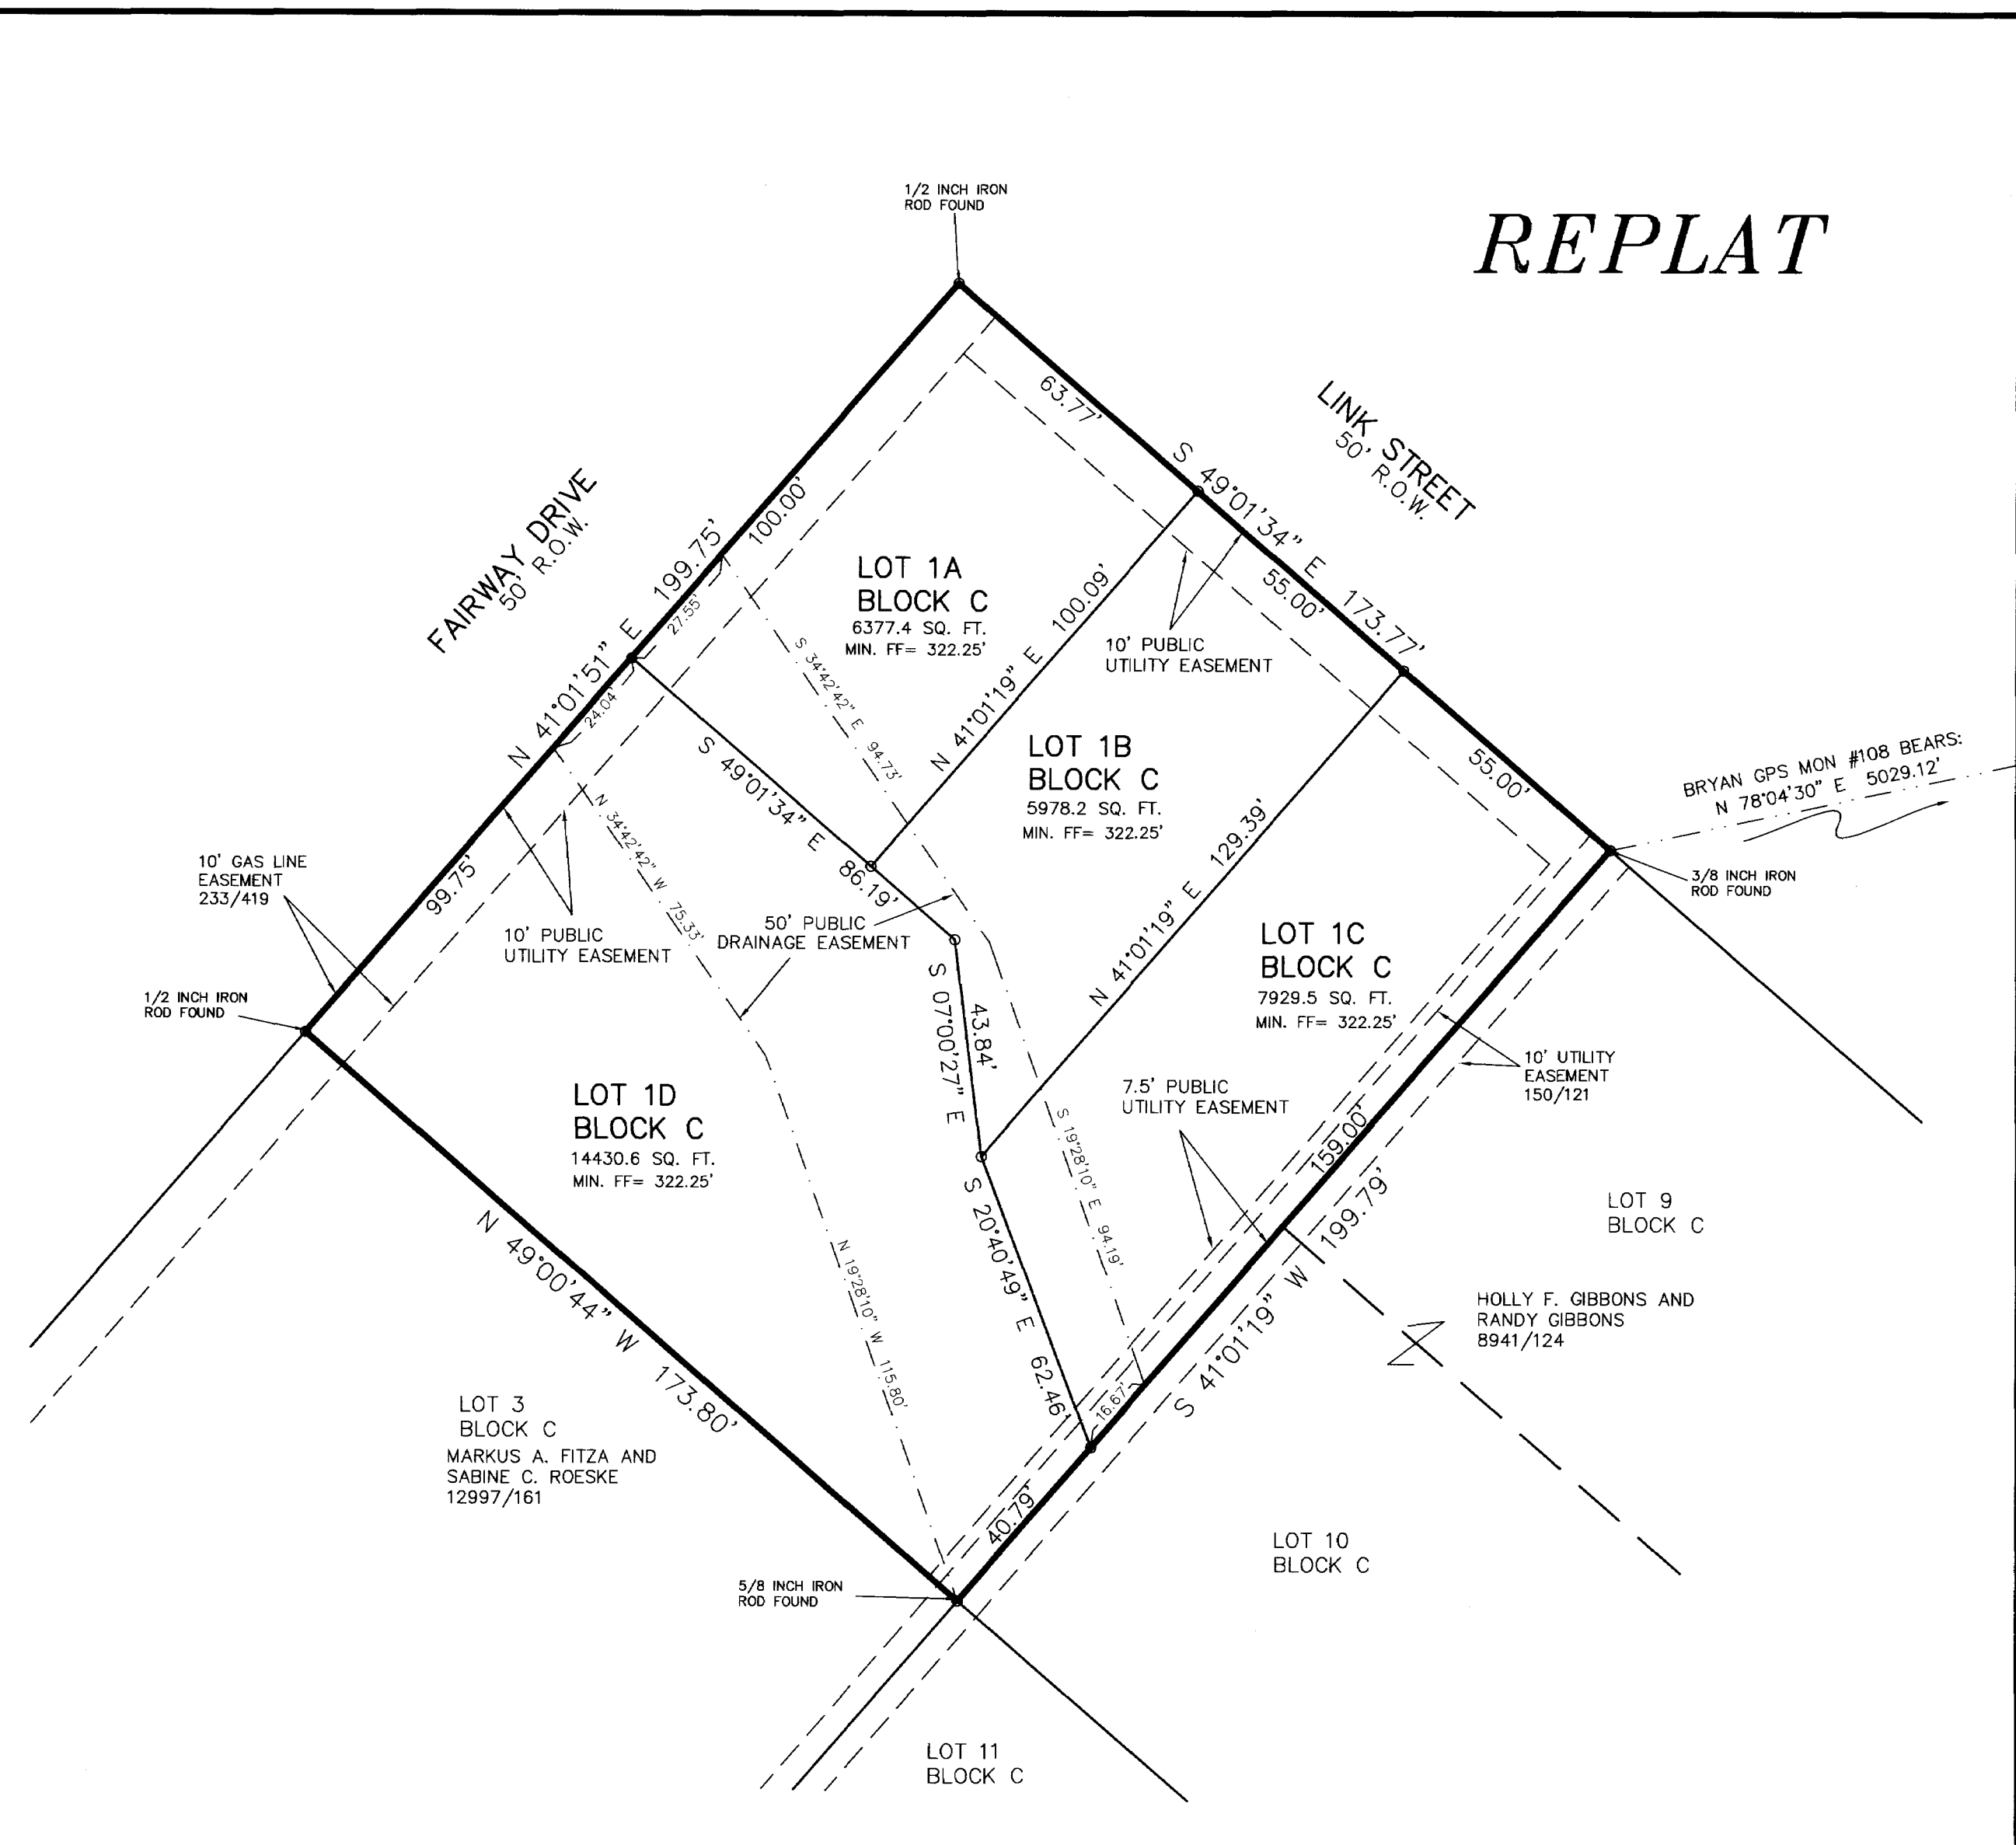 1/2 INCH IRON
ROD FOUND
REPLAT
FAIRWAY DRIVE
50' R.O.W.
LINK STREET
50' R.O.W.
N 41°01'51" E 199.75'
100.00'
27.55'
24.04'
99.75'
63.77'
S 49°01'34" E 173.77'
55.00'
55.00'
LOT 1A
BLOCK C
6377.4 SQ. FT.
MIN. FF= 322.25'
S 34°42'42" E 94.73'
N 41°01'19" E 100.09'
10' PUBLIC
UTILITY EASEMENT
S 49°01'34" E 86.19'
LOT 1B
BLOCK C
5978.2 SQ. FT.
MIN. FF= 322.25'
N 41°01'19" E 129.39'
BRYAN GPS MON #108 BEARS:
N 78°04'30" E 5029.12'
3/8 INCH IRON
ROD FOUND
10' GAS LINE
EASEMENT
233/419
10' PUBLIC
UTILITY EASEMENT
N 34°42'42" W 75.33'
50' PUBLIC
DRAINAGE EASEMENT
LOT 1C
BLOCK C
7929.5 SQ. FT.
MIN. FF= 322.25'
1/2 INCH IRON
ROD FOUND
S 07°00'27" E
43.84'
10' UTILITY
EASEMENT
150/121
7.5' PUBLIC
UTILITY EASEMENT
LOT 1D
BLOCK C
14430.6 SQ. FT.
MIN. FF= 322.25'
S 19°28'10" E 94.19'
159.00'
S 41°01'19" W 199.79'
S 20°40'49" E 62.46'
16.67'
40.79'
N 19°28'10" W 115.80'
N 49°00'44" W 173.80'
LOT 9
BLOCK C
HOLLY F. GIBBONS AND
RANDY GIBBONS
8941/124
LOT 3
BLOCK C
MARKUS A. FITZA AND
SABINE C. ROESKE
12997/161
LOT 10
BLOCK C
5/8 INCH IRON
ROD FOUND
LOT 11
BLOCK C